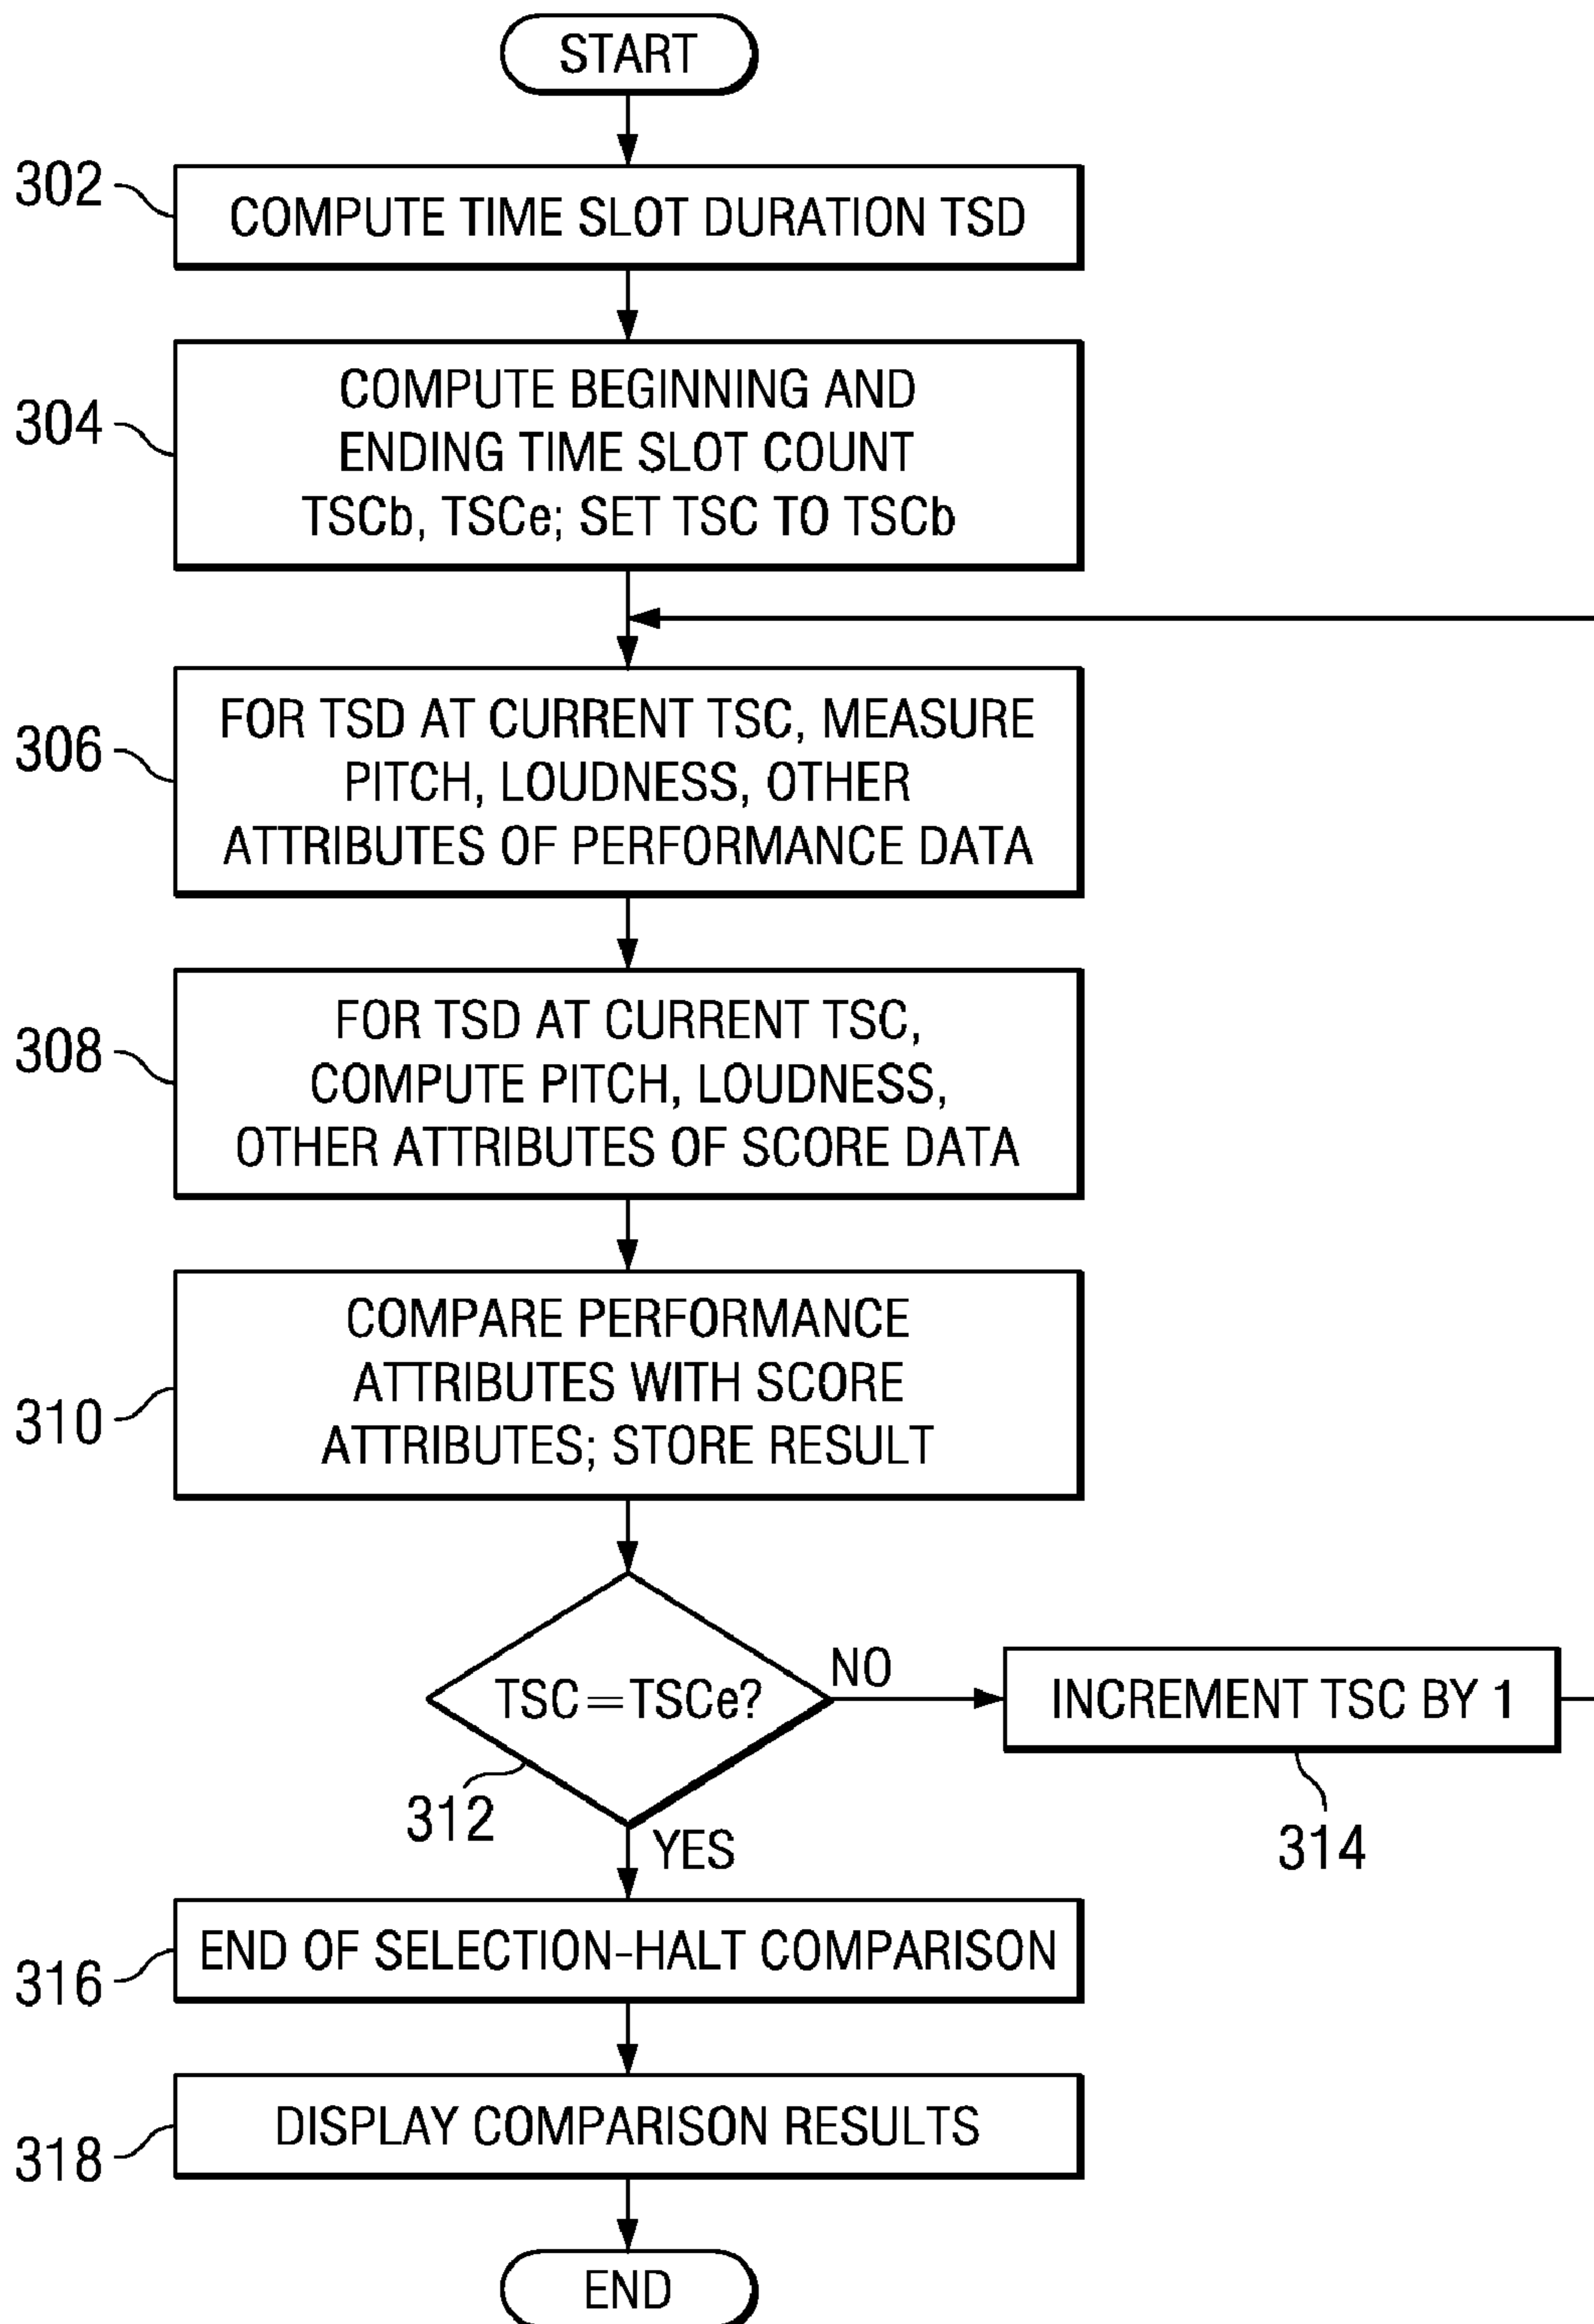 START
302
COMPUTE TIME SLOT DURATION TSD
304
COMPUTE BEGINNING AND
ENDING TIME SLOT COUNT
TSCb, TSCe; SET TSC TO TSCb
306
FOR TSD AT CURRENT TSC, MEASURE
PITCH, LOUDNESS, OTHER
ATTRIBUTES OF PERFORMANCE DATA
308
FOR TSD AT CURRENT TSC,
COMPUTE PITCH, LOUDNESS,
OTHER ATTRIBUTES OF SCORE DATA
310
COMPARE PERFORMANCE
ATTRIBUTES WITH SCORE
ATTRIBUTES; STORE RESULT
TSC=TSCe?
312
NO
INCREMENT TSC BY 1
314
YES
316
END OF SELECTION-HALT COMPARISON
318
DISPLAY COMPARISON RESULTS
END